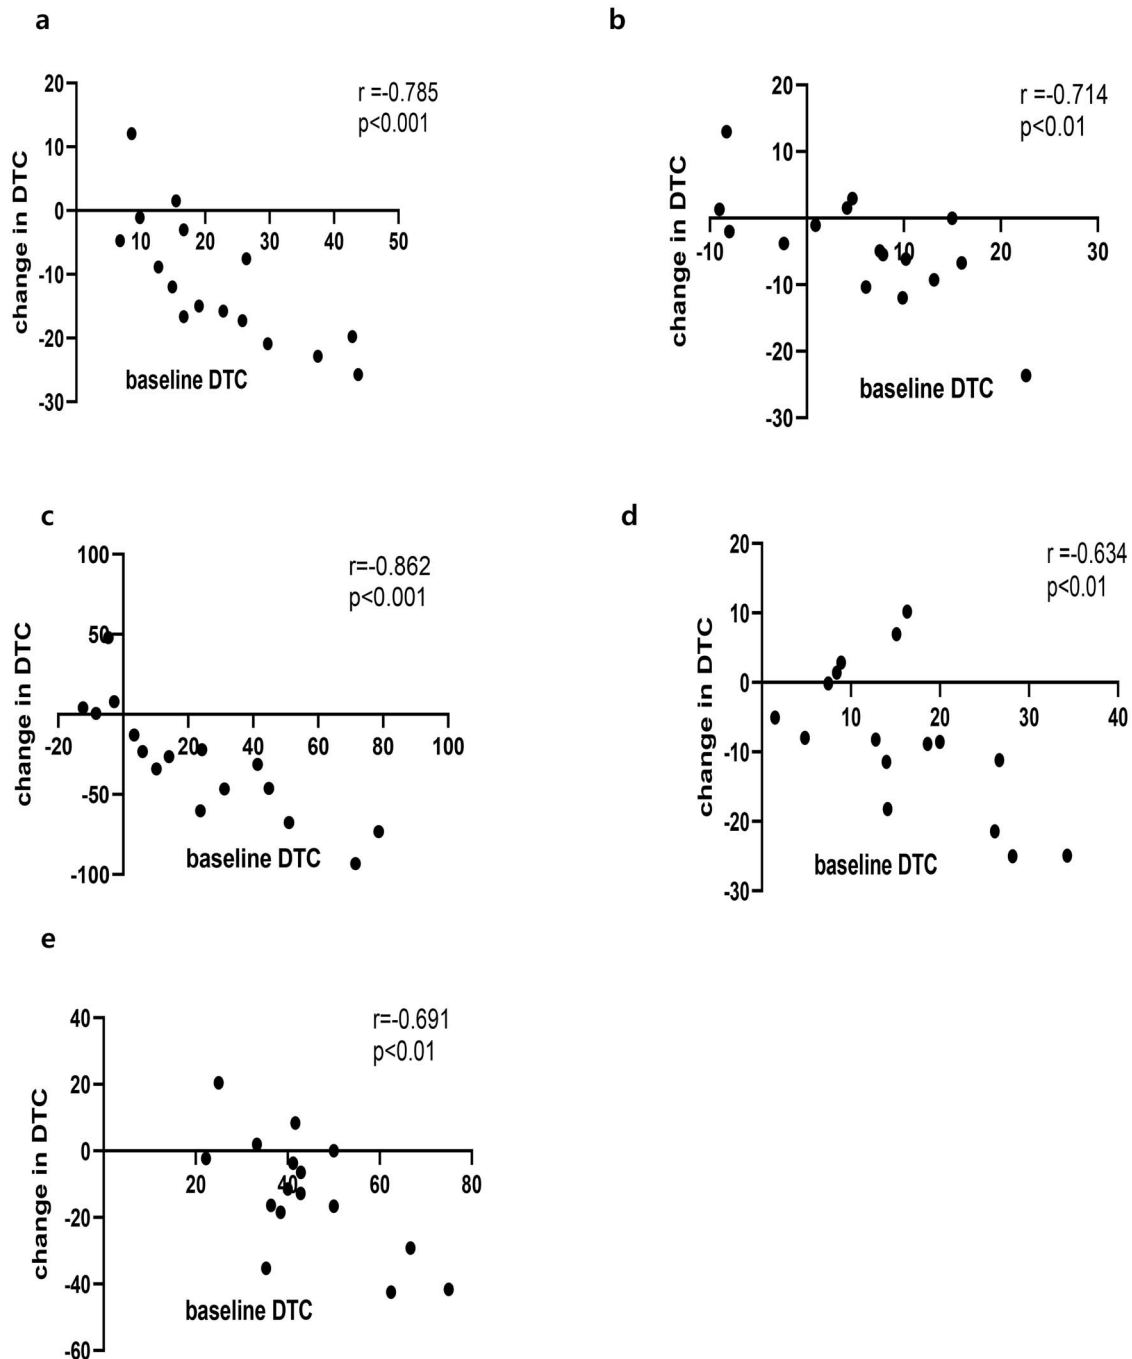 a
b
20
10
0
-10
-20
-30
10
20
30
40
50
change in DTC
baseline DTC
r =-0.785
p<0.001
20
10
-10
-20
-30
-10
10
20
30
change in DTC
baseline DTC
r =-0.714
p<0.01
c
d
100
50
-50
-100
-20
20
40
60
80
100
change in DTC
baseline DTC
r=-0.862
p<0.001
20
10
0
-10
-20
-30
10
20
30
40
change in DTC
baseline DTC
r =-0.634
p<0.01
e
40
20
0
-20
-40
-60
20
40
60
80
change in DTC
baseline DTC
r=-0.691
p<0.01